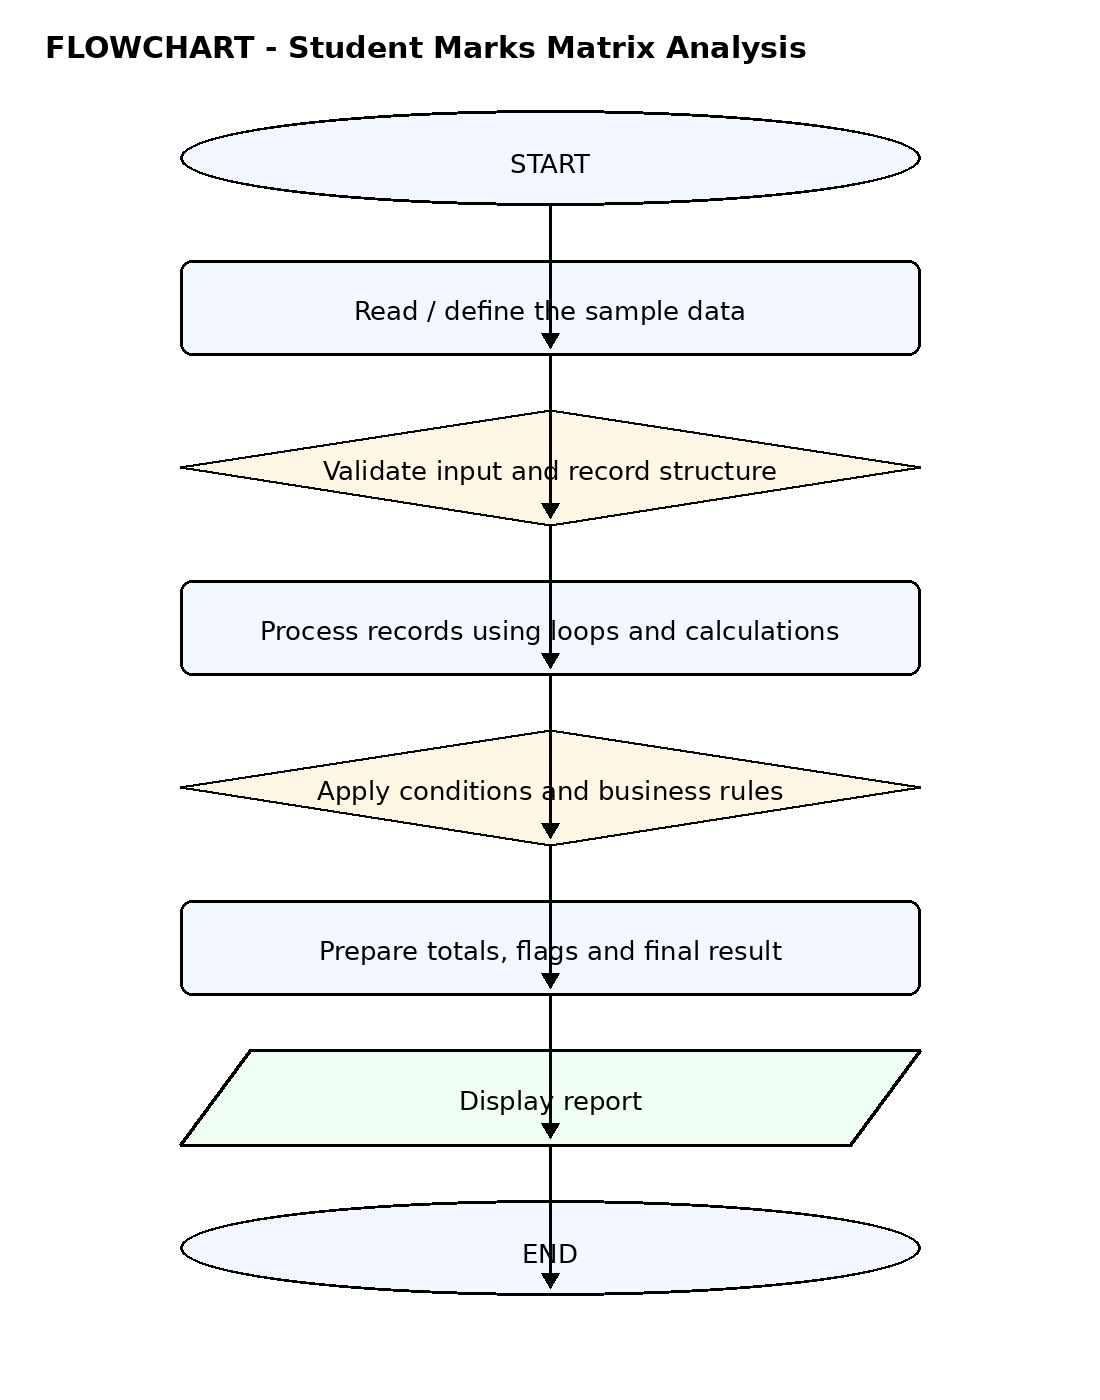 FLOWCHART - Student Marks Matrix Analysis
START
Read / define the sample data
Validate input and record structure
Process records using loops and calculations
Apply conditions and business rules
Prepare totals, flags and final result
Display report
END